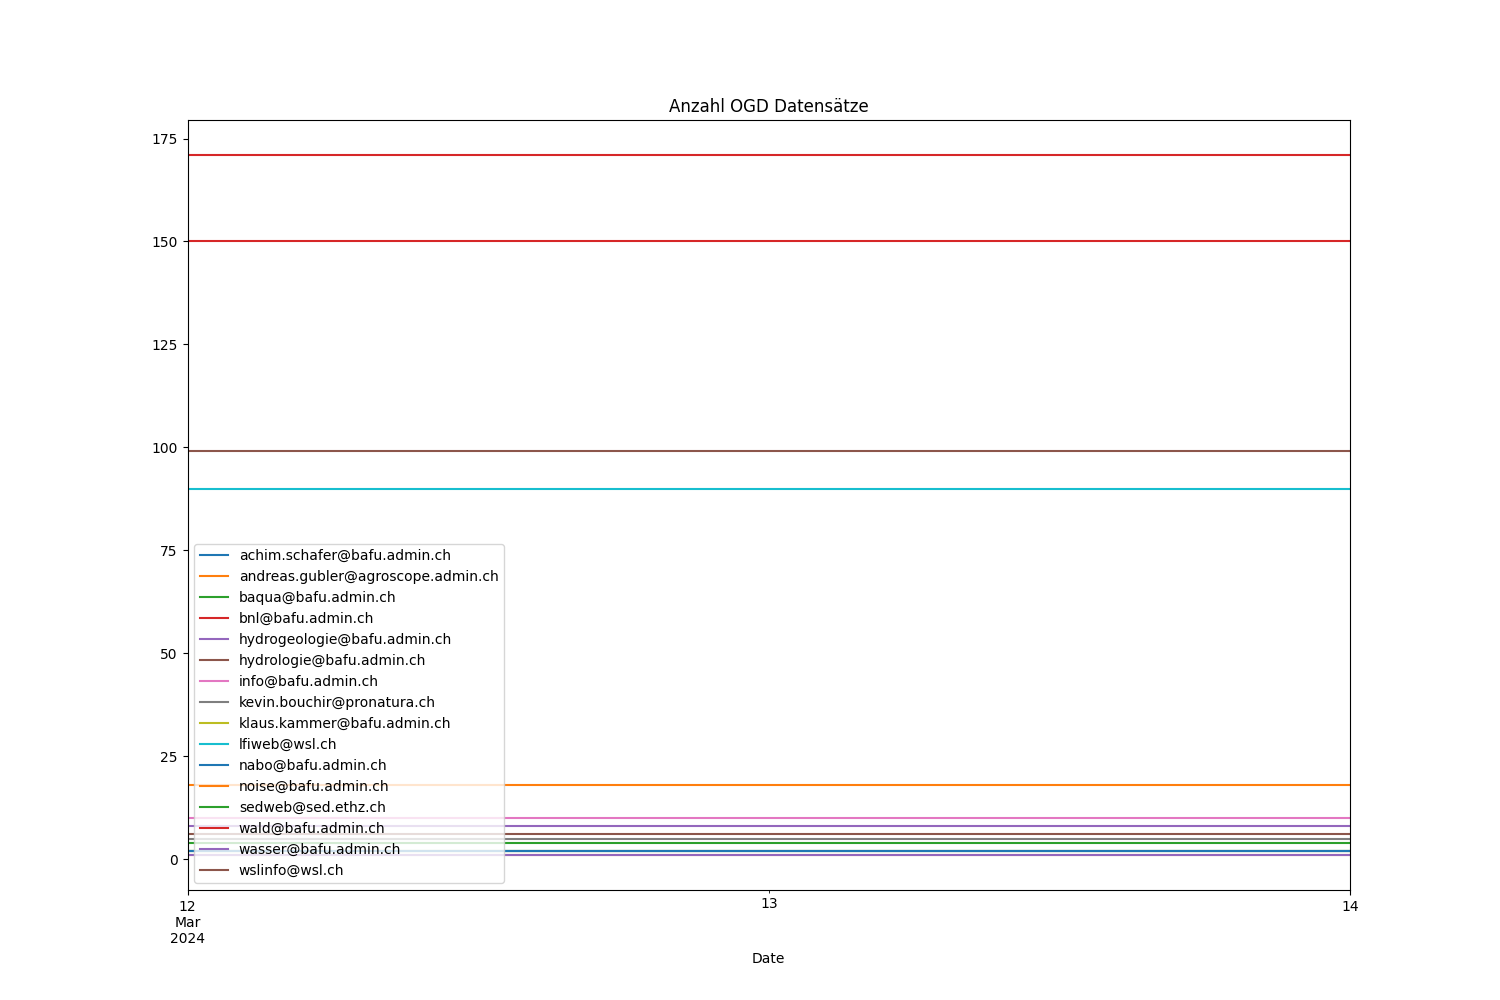 Anzahl OGD Datensätze
175
150
125
100
75
50
25
0
achim.schafer@bafu.admin.ch
andreas.gubler@agroscope.admin.ch
baqua@bafu.admin.ch
bnl@bafu.admin.ch
hydrogeologie@bafu.admin.ch
hydrologie@bafu.admin.ch
info@bafu.admin.ch
kevin.bouchir@pronatura.ch
klaus.kammer@bafu.admin.ch
lfiweb@wsl.ch
nabo@bafu.admin.ch
noise@bafu.admin.ch
sedweb@sed.ethz.ch
wald@bafu.admin.ch
wasser@bafu.admin.ch
wslinfo@wsl.ch
12 13 14
Mar
2024
Date